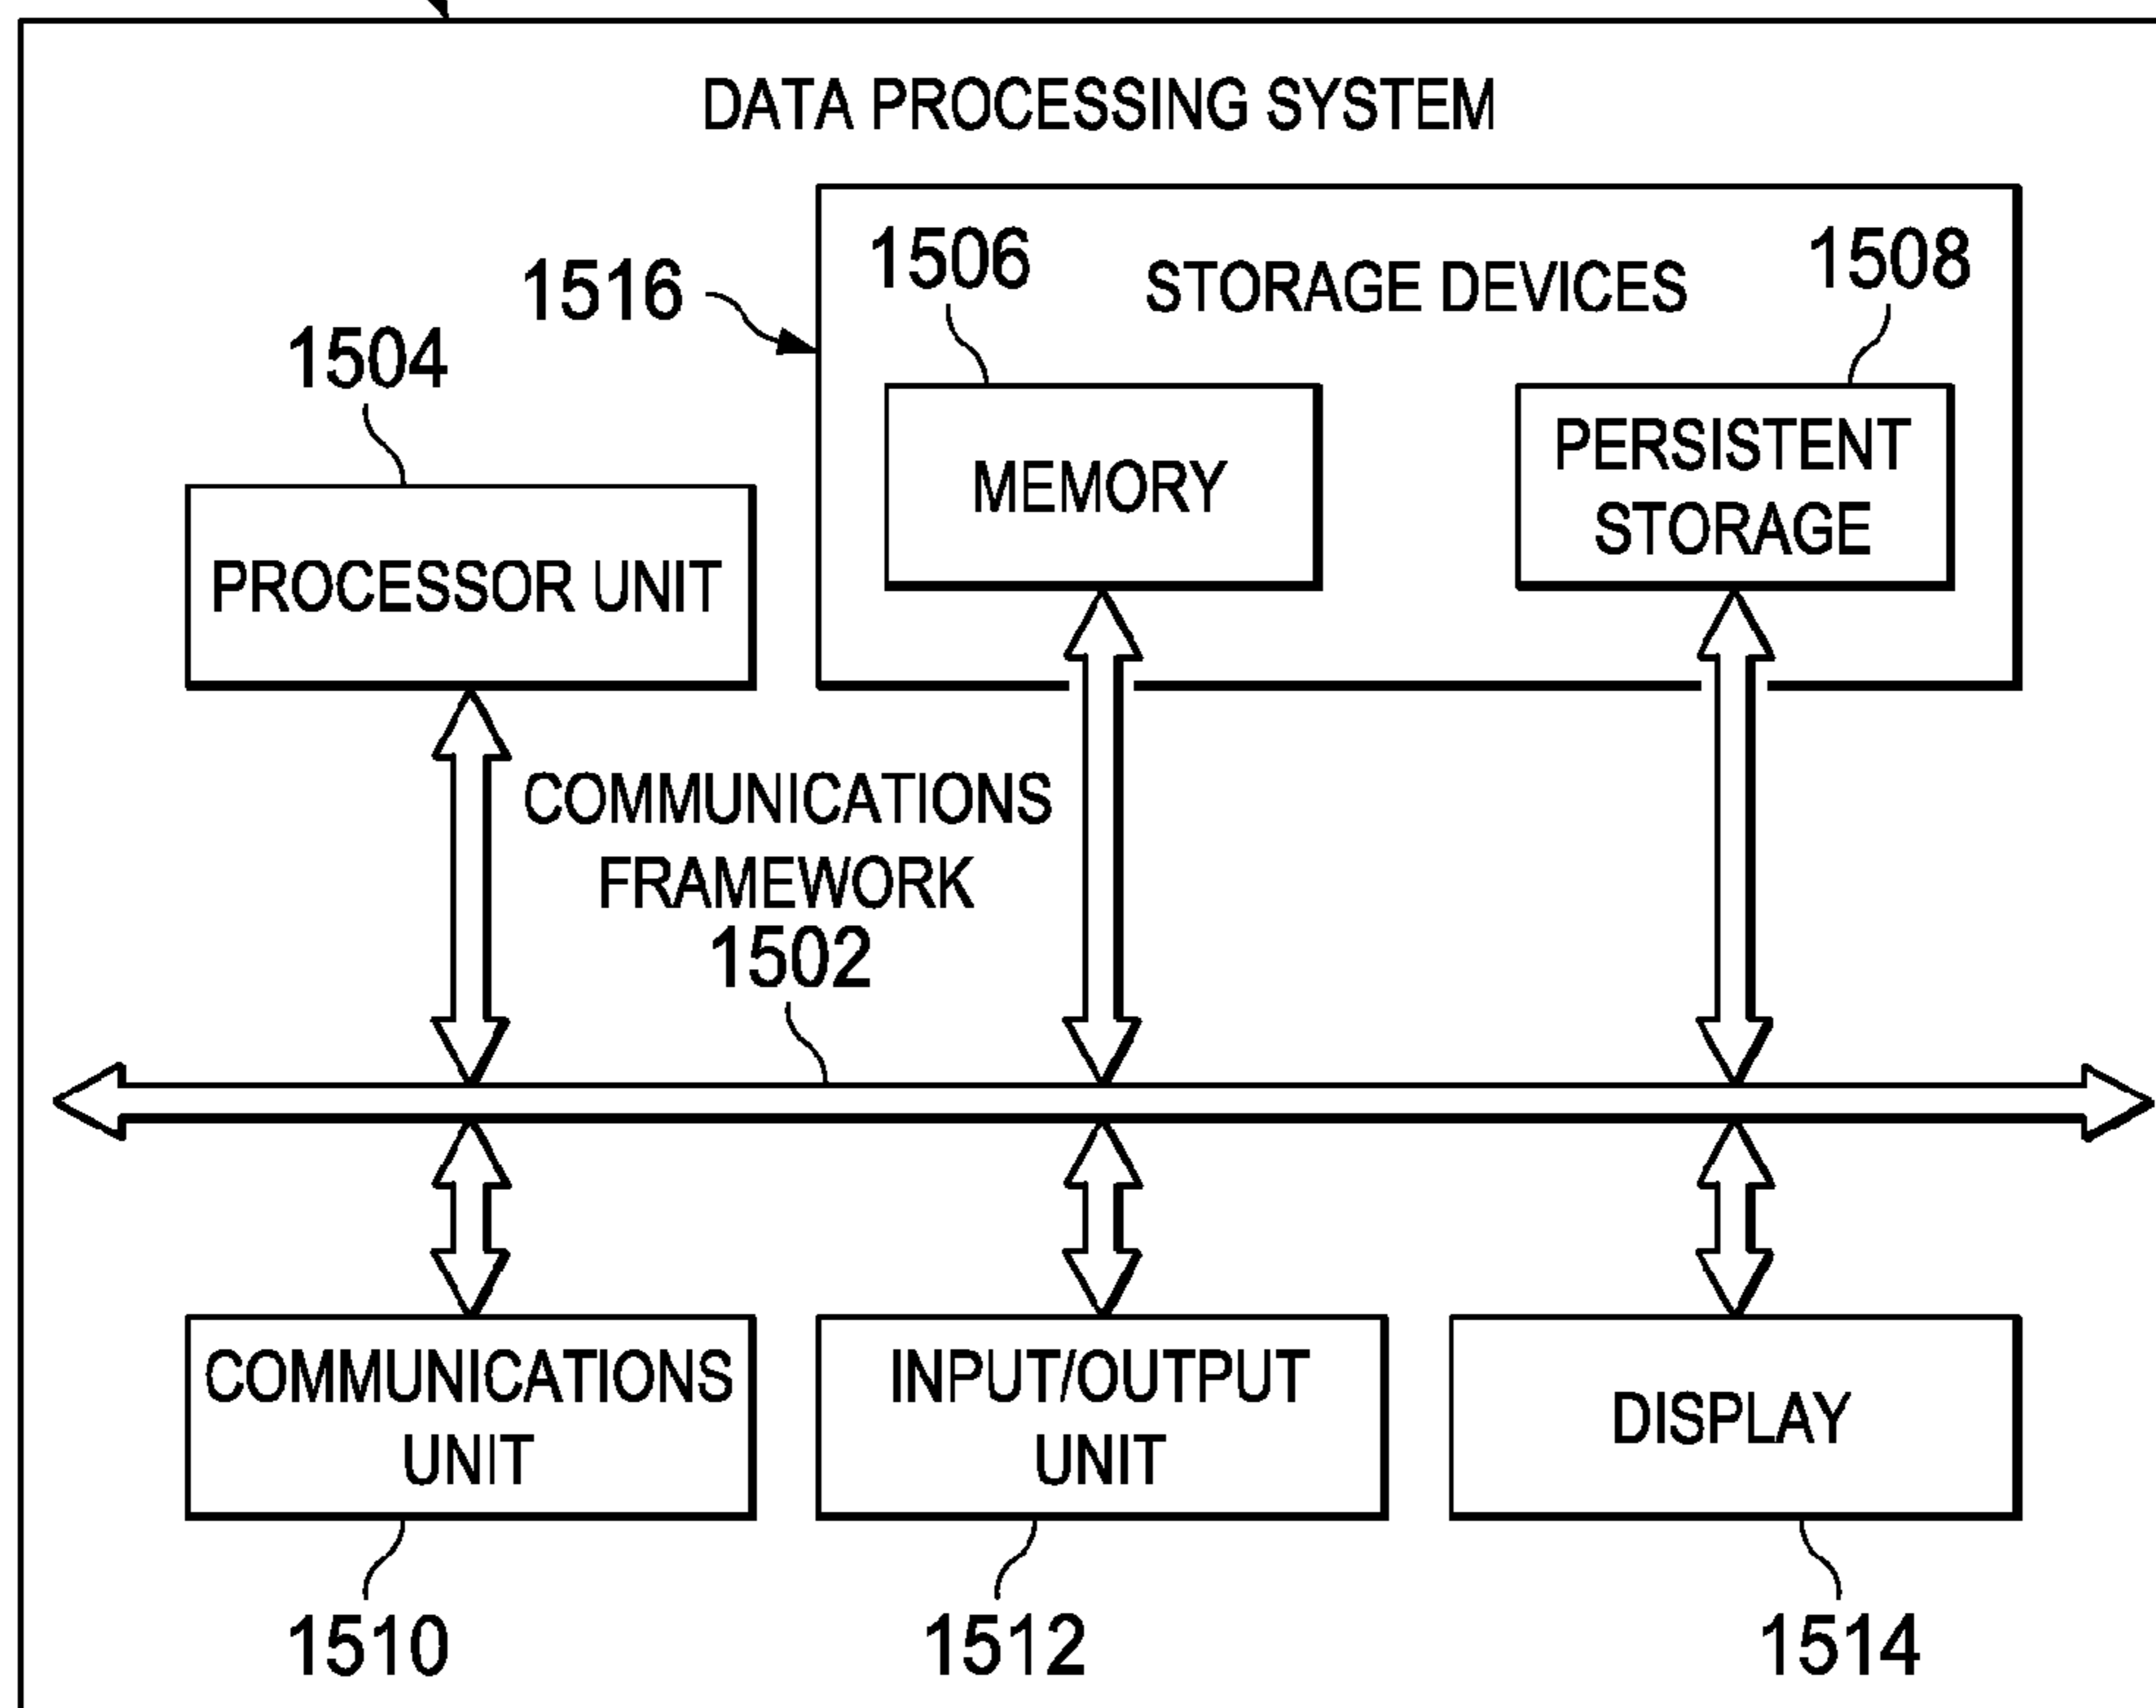 DATA PROCESSING SYSTEM
1516
1506
STORAGE DEVICES
1508
1504
MEMORY
PERSISTENT
STORAGE
PROCESSOR UNIT
COMMUNICATIONS
FRAMEWORK
1502
COMMUNICATIONS
UNIT
INPUT/OUTPUT
UNIT
DISPLAY
1510
1512
1514